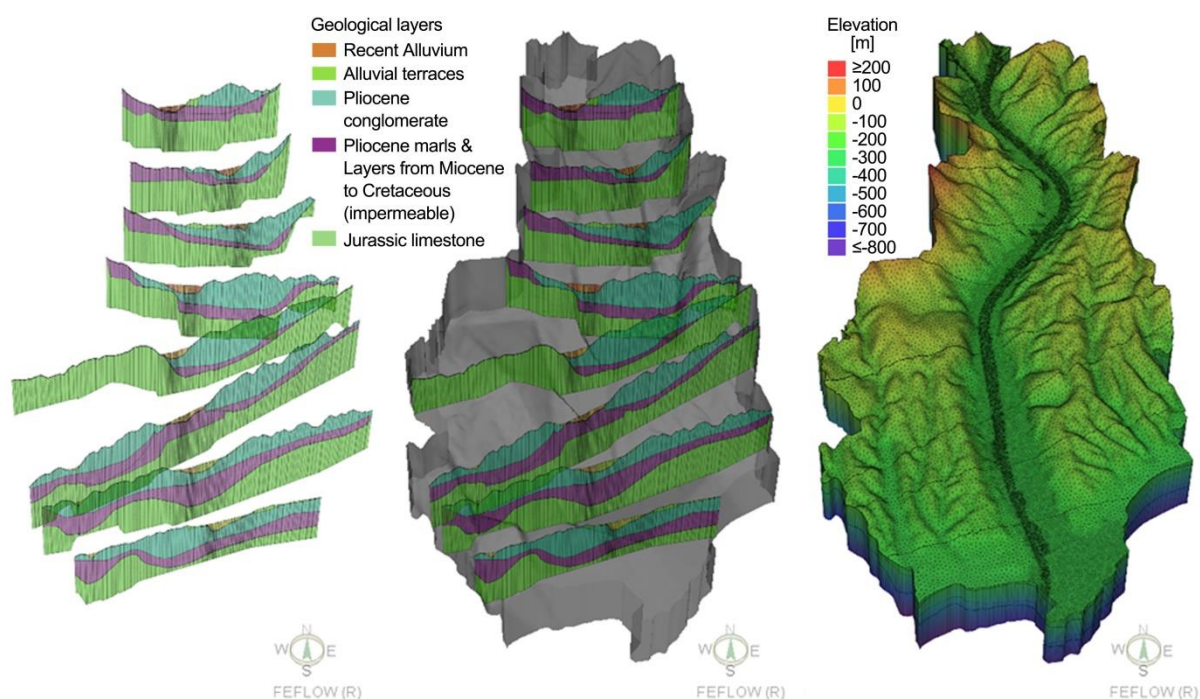 Geological layers
Recent Alluvium
Alluvial terraces
Pliocene
conglomerate
Pliocene marls &
Layers from Miocene
to Cretaceous
(impermeable)
Jurassic limestone
Elevation
[m]
≥200
100
0
-100
-200
-300
-400
-500
-600
-700
≤-800
N
W E
S
FEFLOW (R)
N
W E
S
FEFLOW (R)
N
W E
S
FEFLOW (R)